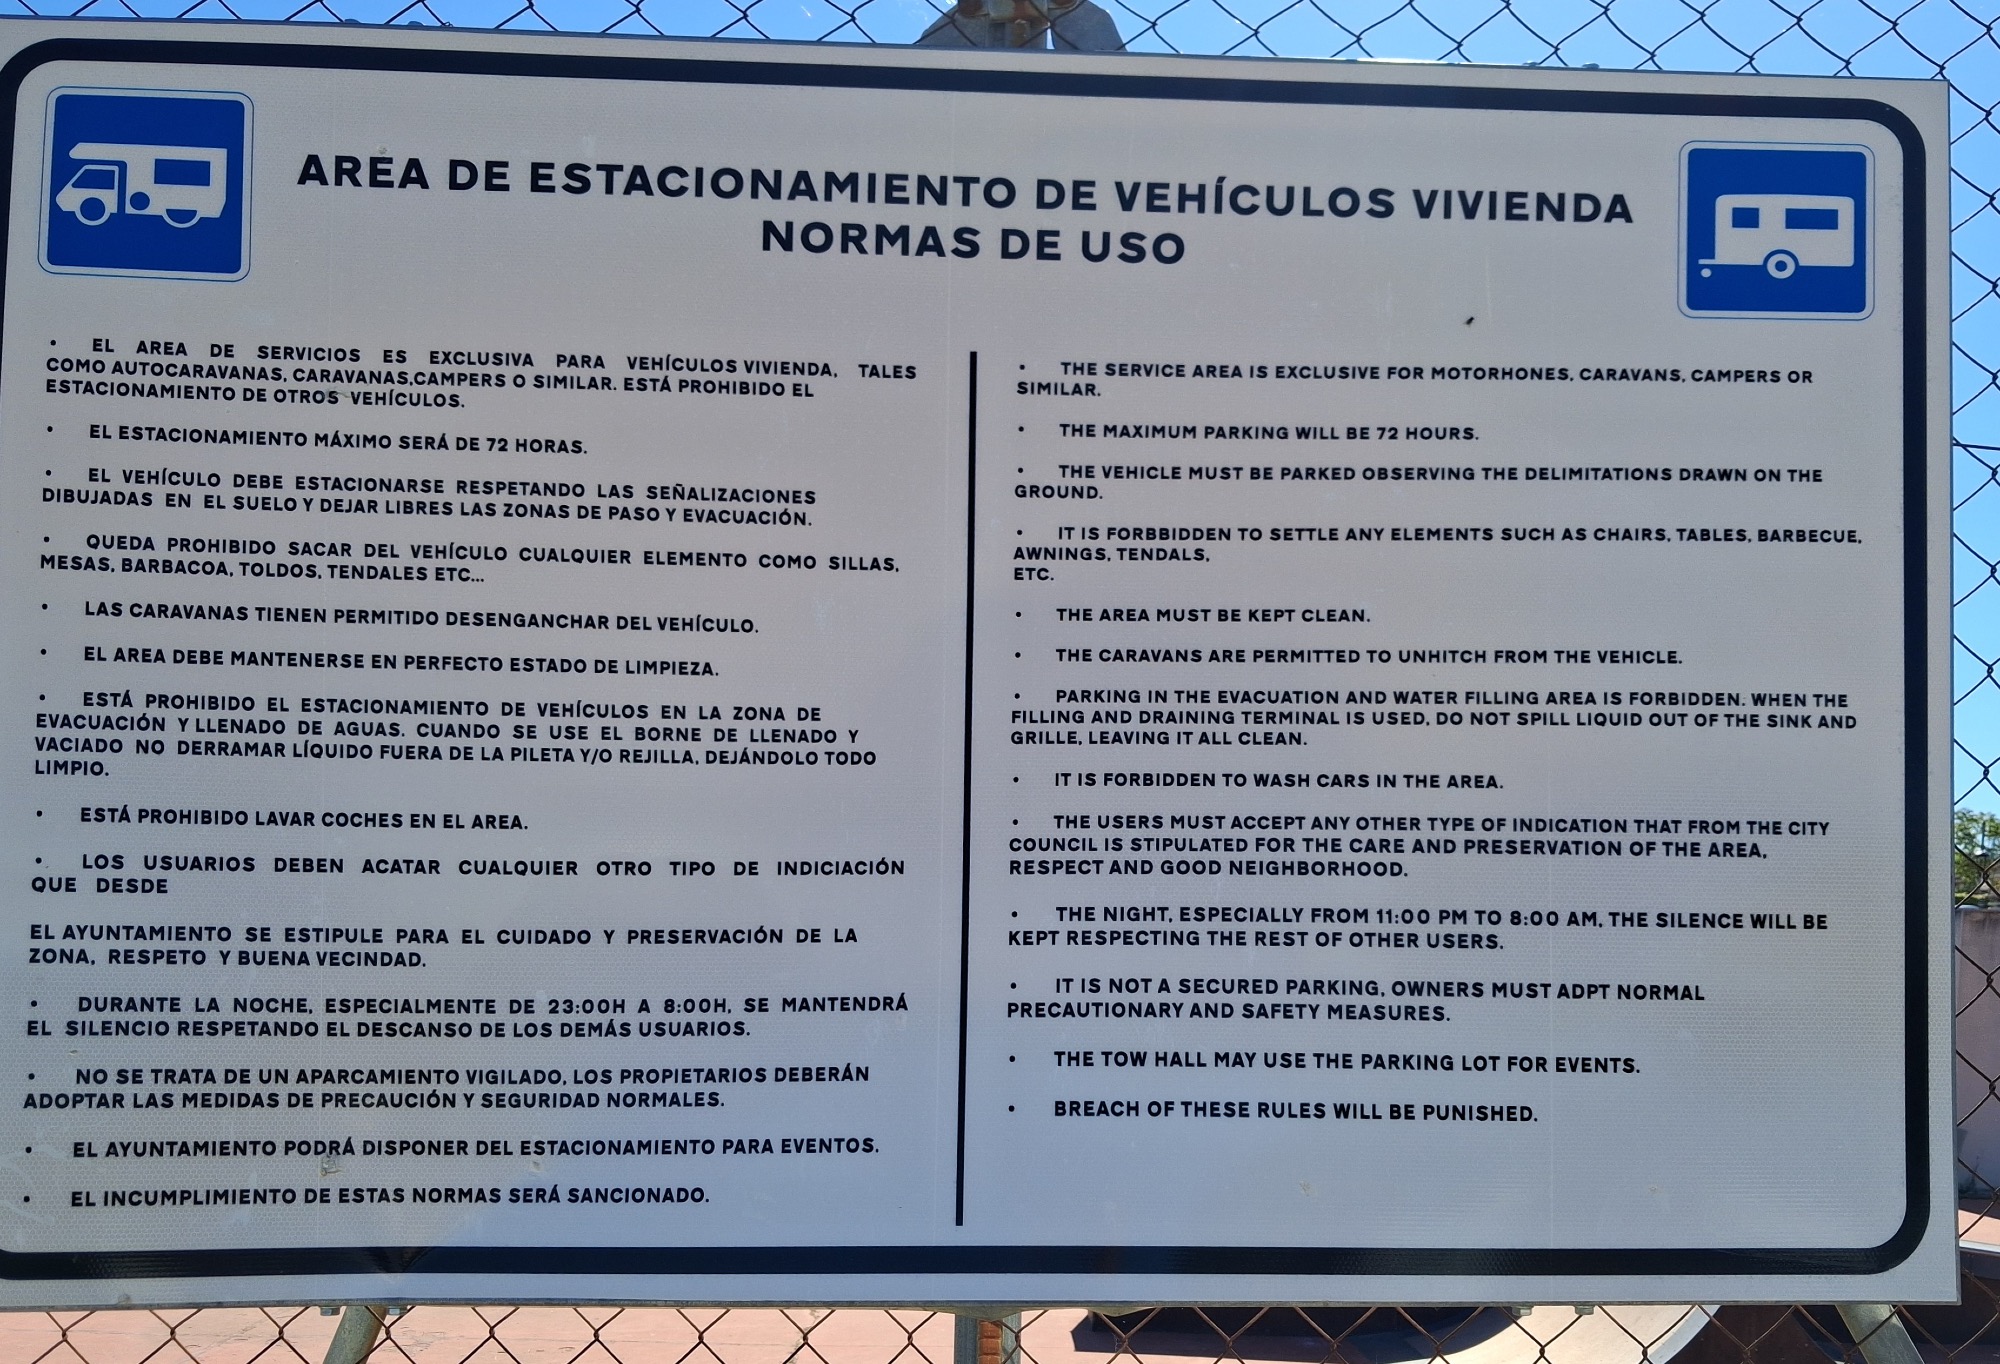 AREA DE ESTACIONAMIENTO DE VEHÍCULOS VIVIENDA
NORMAS DE USO
• EL AREA DE SERVICIOS ES EXCLUSIVA PARA VEHÍCULOS VIVIENDA, TALES
COMO AUTOCARAVANAS, CARAVANAS,CAMPERS O SIMILAR. ESTÁ PROHIBIDO EL
ESTACIONAMIENTO DE OTROS VEHÍCULOS.
• EL ESTACIONAMIENTO MÁXIMO SERÁ DE 72 HORAS.
• EL VEHÍCULO DEBE ESTACIONARSE RESPETANDO LAS SEÑALIZACIONES
DIBUJADAS EN EL SUELO Y DEJAR LIBRES LAS ZONAS DE PASO Y EVACUACIÓN.
• QUEDA PROHIBIDO SACAR DEL VEHÍCULO CUALQUIER ELEMENTO COMO SILLAS,
MESAS, BARBACOA, TOLDOS, TENDALES ETC...
• LAS CARAVANAS TIENEN PERMITIDO DESENGANCHAR DEL VEHÍCULO.
• EL AREA DEBE MANTENERSE EN PERFECTO ESTADO DE LIMPIEZA.
• ESTÁ PROHIBIDO EL ESTACIONAMIENTO DE VEHÍCULOS EN LA ZONA DE
EVACUACIÓN Y LLENADO DE AGUAS. CUANDO SE USE EL BORNE DE LLENADO Y
VACIADO NO DERRAMAR LÍQUIDO FUERA DE LA PILETA Y/O REJILLA, DEJÁNDOLO TODO
LIMPIO.
• ESTÁ PROHIBIDO LAVAR COCHES EN EL AREA.
• LOS USUARIOS DEBEN ACATAR CUALQUIER OTRO TIPO DE INDICIACIÓN
QUE DESDE
EL AYUNTAMIENTO SE ESTIPULE PARA EL CUIDADO Y PRESERVACIÓN DE LA
ZONA, RESPETO Y BUENA VECINDAD.
• DURANTE LA NOCHE, ESPECIALMENTE DE 23:00H A 8:00H, SE MANTENDRÁ
EL SILENCIO RESPETANDO EL DESCANSO DE LOS DEMÁS USUARIOS.
• NO SE TRATA DE UN APARCAMIENTO VIGILADO, LOS PROPIETARIOS DEBERÁN
ADOPTAR LAS MEDIDAS DE PRECAUCIÓN Y SEGURIDAD NORMALES.
• EL AYUNTAMIENTO PODRÁ DISPONER DEL ESTACIONAMIENTO PARA EVENTOS.
• EL INCUMPLIMIENTO DE ESTAS NORMAS SERÁ SANCIONADO.
• THE SERVICE AREA IS EXCLUSIVE FOR MOTORHONES, CARAVANS, CAMPERS OR
SIMILAR.
• THE MAXIMUM PARKING WILL BE 72 HOURS.
• THE VEHICLE MUST BE PARKED OBSERVING THE DELIMITATIONS DRAWN ON THE
GROUND.
• IT IS FORBBIDEN TO SETTLE ANY ELEMENTS SUCH AS CHAIRS, TABLES, BARBECUE,
AWNINGS, TENDALS,
ETC.
• THE AREA MUST BE KEPT CLEAN.
• THE CARAVANS ARE PERMITTED TO UNHITCH FROM THE VEHICLE.
• PARKING IN THE EVACUATION AND WATER FILLING AREA IS FORBIDDEN. WHEN THE
FILLING AND DRAINING TERMINAL IS USED, DO NOT SPILL LIQUID OUT OF THE SINK AND
GRILLE, LEAVING IT ALL CLEAN.
• IT IS FORBIDDEN TO WASH CARS IN THE AREA.
• THE USERS MUST ACCEPT ANY OTHER TYPE OF INDICATION THAT FROM THE CITY
COUNCIL IS STIPULATED FOR THE CARE AND PRESERVATION OF THE AREA,
RESPECT AND GOOD NEIGHBORHOOD.
• THE NIGHT, ESPECIALLY FROM 11:00 PM TO 8:00 AM, THE SILENCE WILL BE
KEPT RESPECTING THE REST OF OTHER USERS.
• IT IS NOT A SECURED PARKING, OWNERS MUST ADPT NORMAL
PRECAUTIONARY AND SAFETY MEASURES.
• THE TOW HALL MAY USE THE PARKING LOT FOR EVENTS.
• BREACH OF THESE RULES WILL BE PUNISHED.